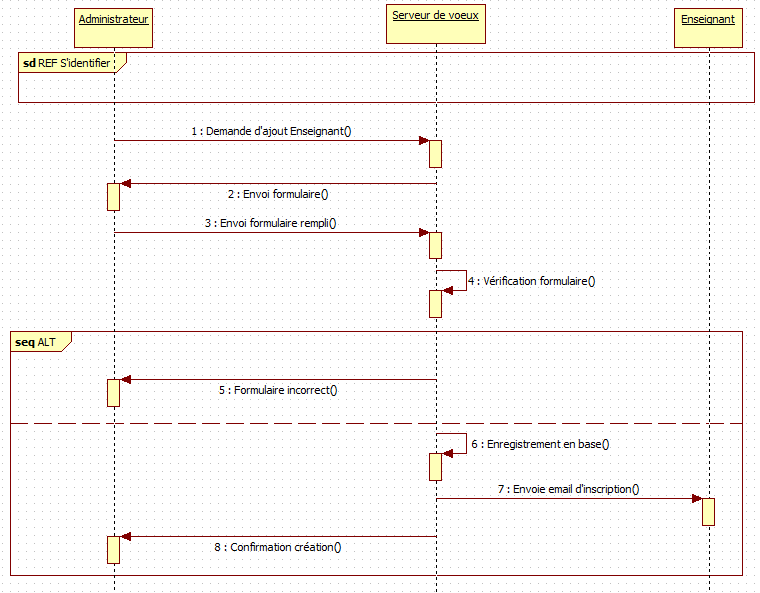 Administrateur
Serveur de voeux
Enseignant
sd REF S'identifier
1 : Demande d'ajout Enseignant()
2 : Envoi formulaire()
3 : Envoi formulaire rempli()
4 : Vérification formulaire()
seq ALT
5 : Formulaire incorrect()
6 : Enregistrement en base()
7 : Envoie email d'inscription()
8 : Confirmation création()